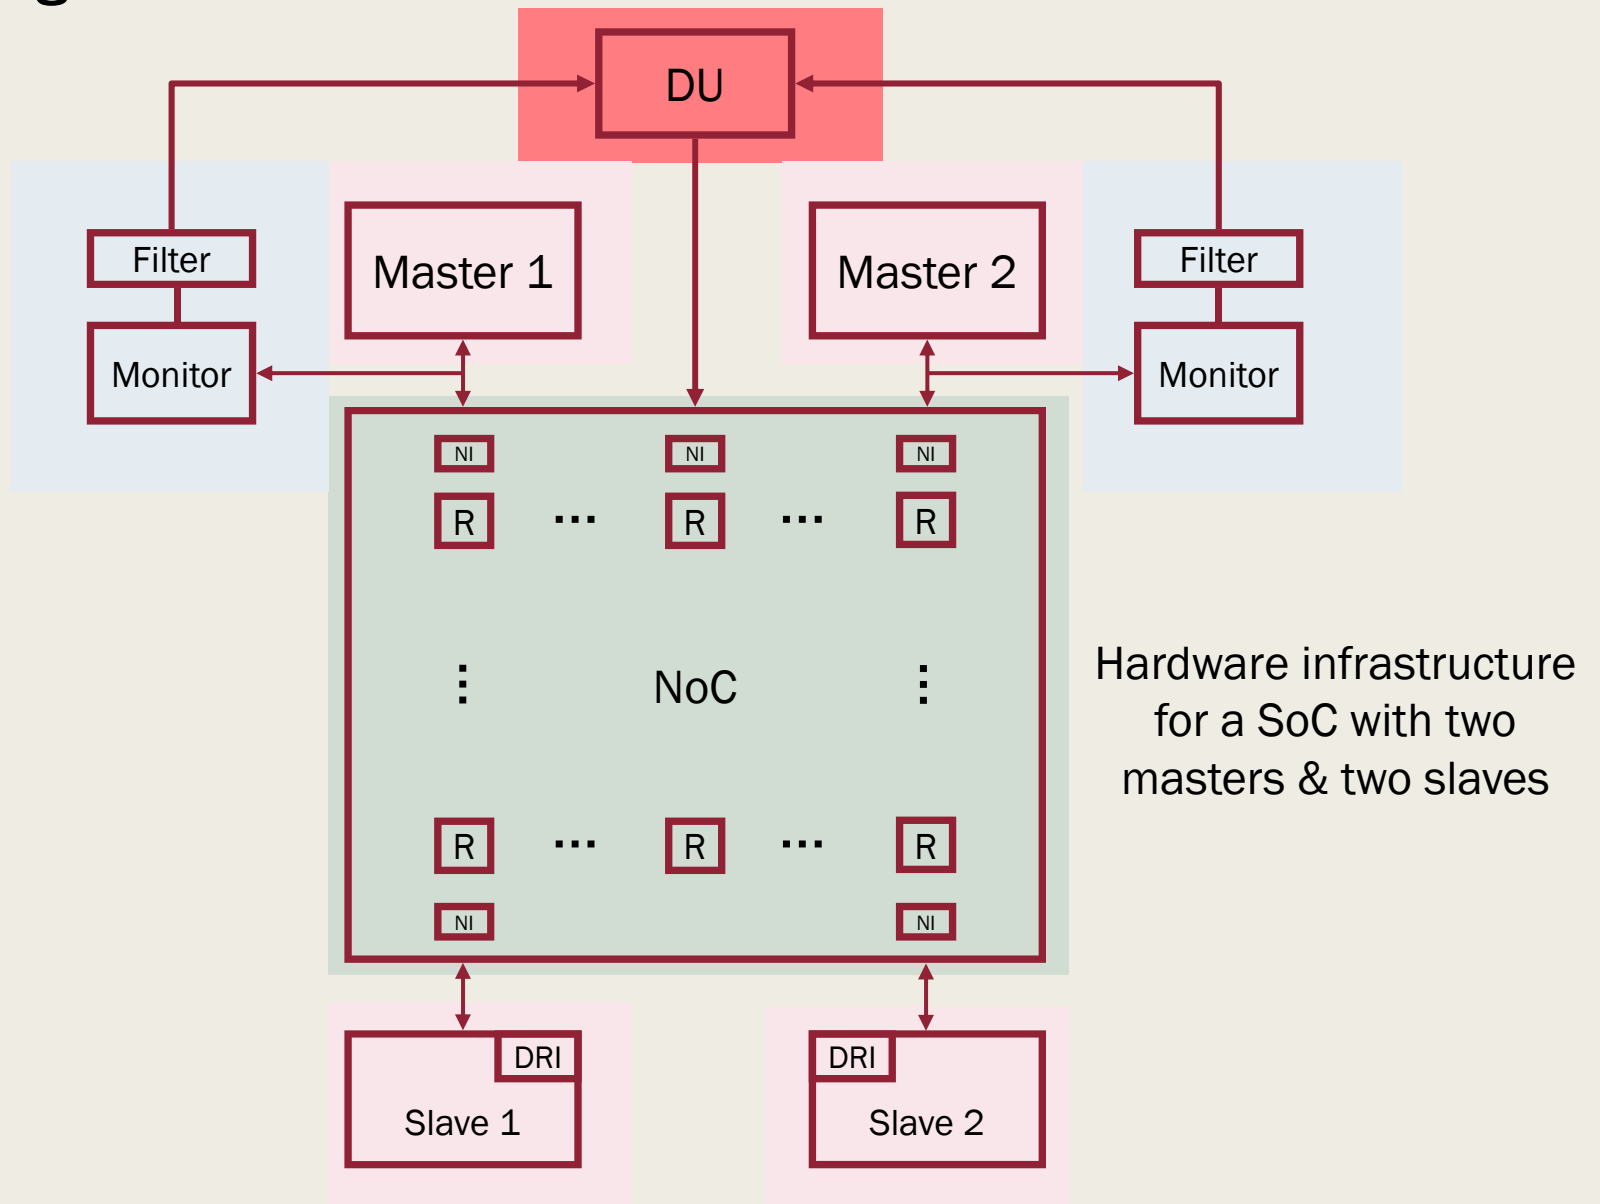 g
DU
Filter
Master 1
Master 2
Filter
Monitor
Monitor
NI
NI
NI
R
...
R
...
R
NoC
R
...
R
...
R
NI
NI
Hardware infrastructure
for a SoC with two
masters & two slaves
DRI
Slave 1
DRI
Slave 2